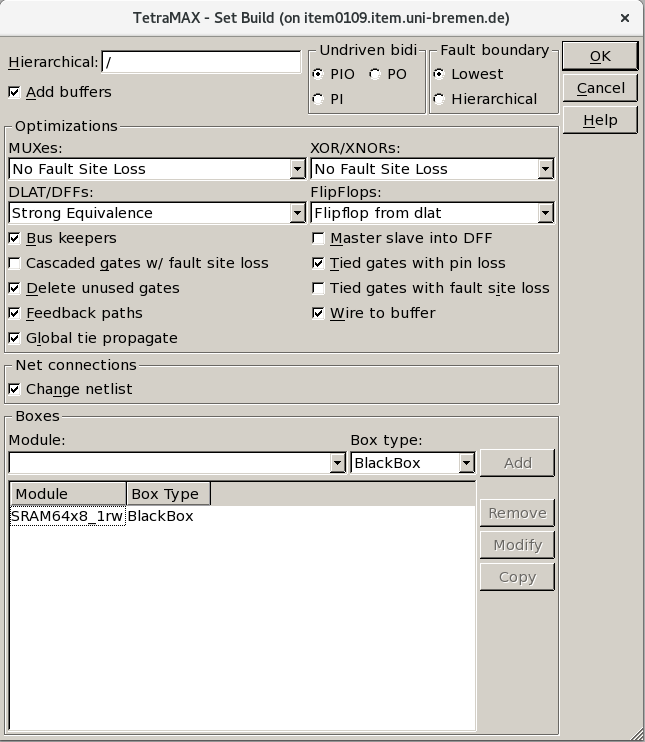 TetraMAX - Set Build (on item0109.item.uni-bremen.de)
Hierarchical: /
Add buffers
Undriven bidi
PIO PO
PI
Fault boundary
Lowest
Hierarchical
OK
Cancel
Help
Optimizations
MUXes: XOR/XNORs:
No Fault Site Loss No Fault Site Loss
DLAT/DFFs: FlipFlops:
Strong Equivalence Flipflop from dlat
Bus keepers Master slave into DFF
Cascaded gates w/ fault site loss Tied gates with pin loss
Delete unused gates Tied gates with fault site loss
Feedback paths Wire to buffer
Global tie propagate
Net connections
Change netlist
Boxes
Module: Box type:
BlackBox Add
Module Box Type
SRAM64x8_1rw BlackBox
Remove
Modify
Copy